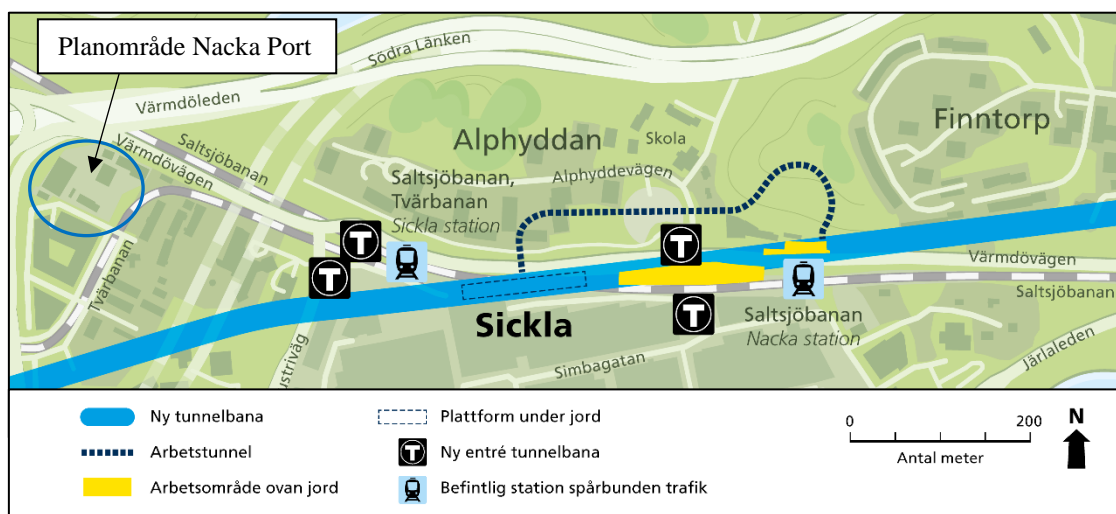 Planområde Nacka Port
Södra Länken
Värmdöleden
Värmdövägen
Saltsjöbanan
Tvärbanan
Alphyddan
Skola
Alphyddevägen
Finntorp
Saltsjöbanan,
Tvärbanan
Sickla station
T
T
T
T
Sickla
Värmdövägen
Saltsjöbanan
Saltsjöbanan
Nacka station
Simbagatan
Järlaleden
ustriväg
Ny tunnelbana
Arbetstunnel
Arbetsområde ovan jord
Plattform under jord
T
Ny entré tunnelbana
Befintlig station spårbunden trafik
0 200
Antal meter
N